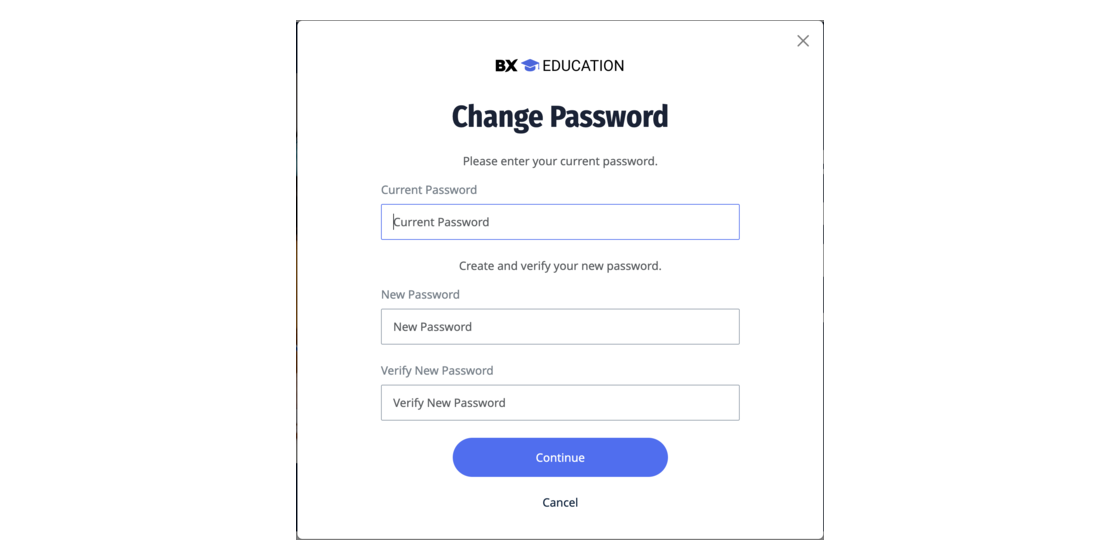 BX EDUCATION
Change Password
Please enter your current password.
Current Password
Current Password
Create and verify your new password.
New Password
New Password
Verify New Password
Verify New Password
Continue
Cancel